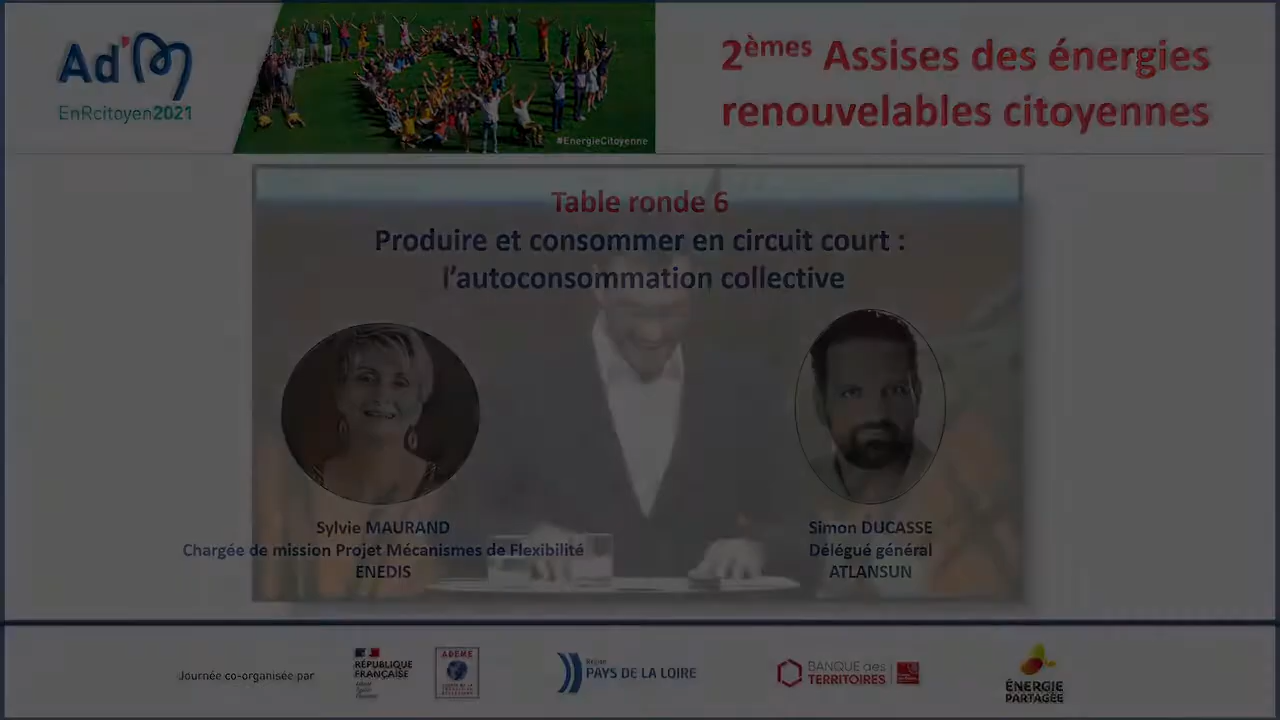 Ad'm
EnRcitoyen2021
#EnergieCitoyenne
2èmes Assises des énergies
renouvelables citoyennes
Table ronde 6
Produire et consommer en circuit court :
l'autoconsommation collective
Sylvie MAURAND
Chargée de mission Projet Mécanismes de Flexibilité
ENEDIS
Simon DUCASSE
Délégué général
ATLANSUN
Journée co-organisée par
RÉPUBLIQUE
FRANÇAISE
ADEME
Région
PAYS DE LA LOIRE
BANQUE des
TERRITOIRES
ÉNERGIE
PARTAGÉE